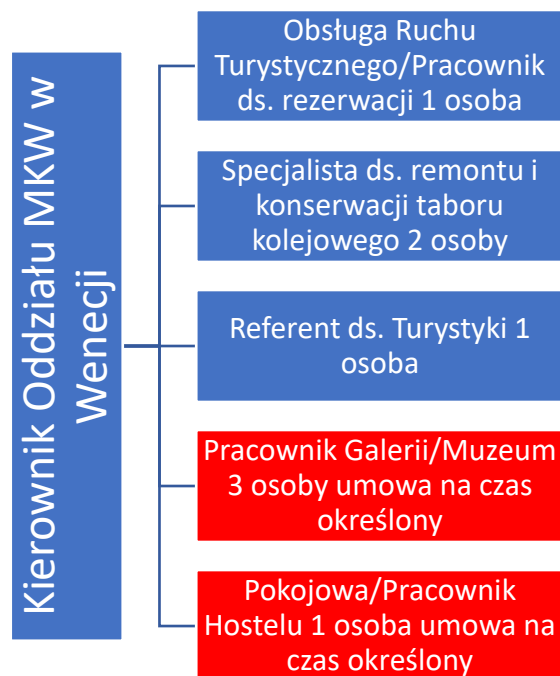 Kierownik Oddziału MKW w
Wenecji
Obsługa Ruchu
Turystycznego/Pracownik
ds. rezerwacji 1 osoba
Specjalista ds. remontu i
konserwacji taboru
kolejowego 2 osoby
Referent ds. Turystyki 1
osoba
Pracownik Galerii/Muzeum
3 osoby umowa na czas
określony
Pokojowa/Pracownik
Hostelu 1 osoba umowa na
czas określony